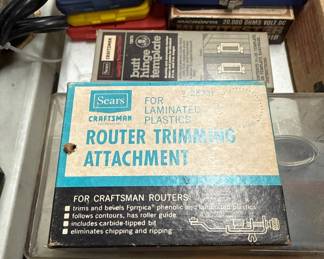 20,000 OHMS VOLT DC
Sears
CRAFTSMAN
butt
hinge
template
Sears
CRAFTSMAN
FOR
LAMINATED
PLASTICS
ROUTER TRIMMING
ATTACHMENT
FOR CRAFTSMAN ROUTERS
• trims and bevels Formica® phenolic and laminated plastics
• follows contours, has roller guide
• includes carbide-tipped bit
• eliminates chipping and ripping